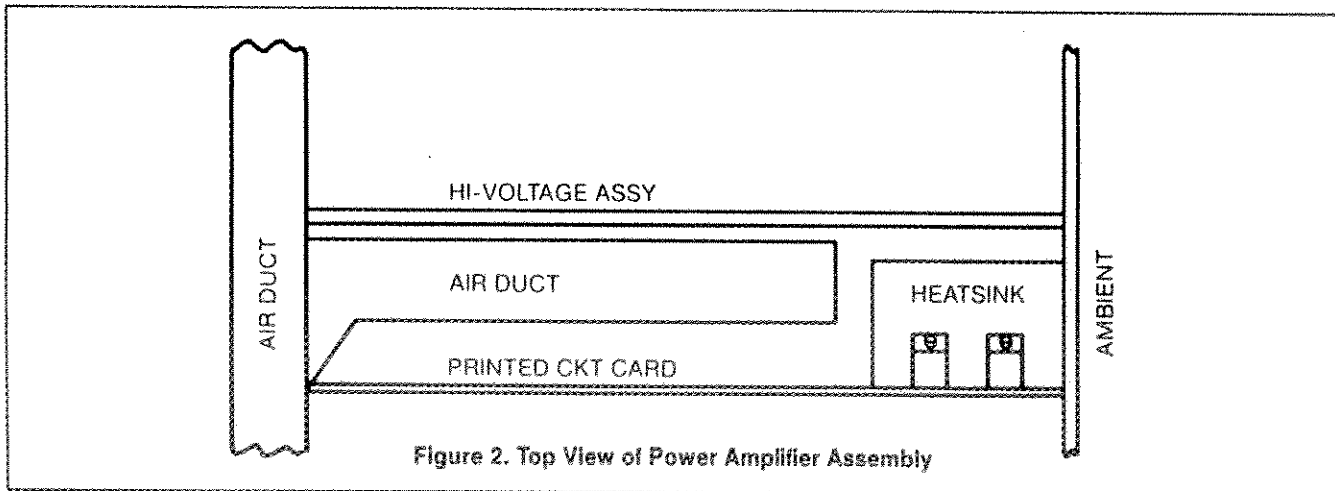 HI-VOLTAGE ASSY
AIR DUCT
AIR DUCT
HEATSINK
AMBIENT
PRINTED CKT CARD
Figure 2. Top View of Power Amplifier Assembly